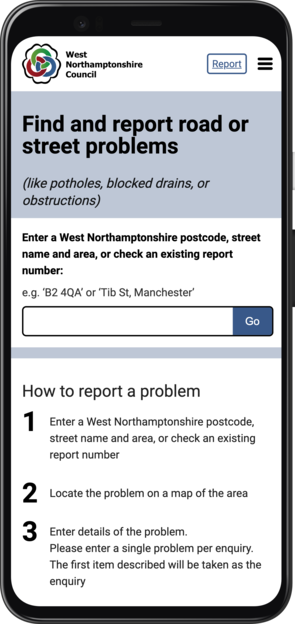 West
Northamptonshire
Council
Report
Find and report road or
street problems
(like potholes, blocked drains, or
obstructions)
Enter a West Northamptonshire postcode, street
name and area, or check an existing report
number:
e.g. ‘B2 4QA’ or ‘Tib St, Manchester’
Go
How to report a problem
1 Enter a West Northamptonshire postcode,
street name and area, or check an existing
report number
2 Locate the problem on a map of the area
3 Enter details of the problem.
Please enter a single problem per enquiry.
The first item described will be taken as the
enquiry